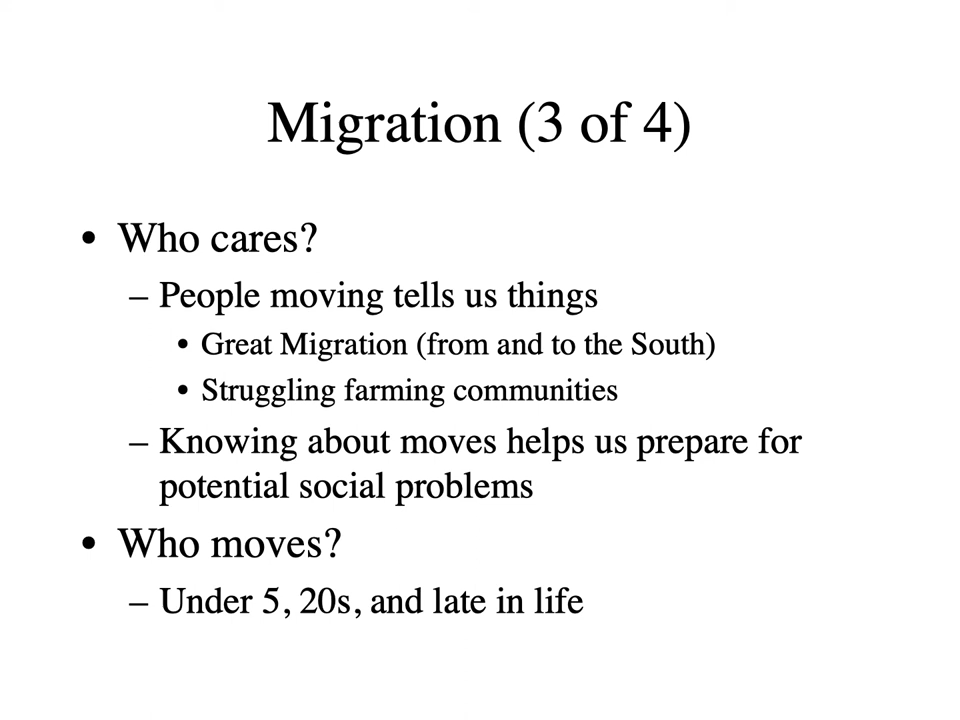 Migration (3 of 4)
• Who cares?
– People moving tells us things
• Great Migration (from and to the South)
• Struggling farming communities
– Knowing about moves helps us prepare for
potential social problems
• Who moves?
– Under 5, 20s, and late in life